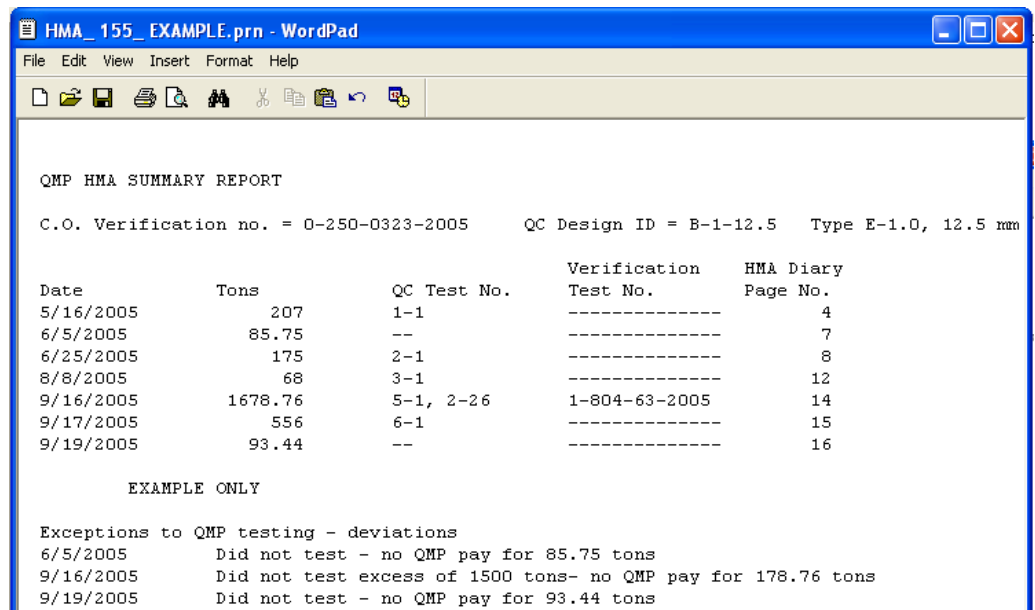 HMA_ 155_ EXAMPLE.prn - WordPad
File Edit View Insert Format Help
QMP HMA SUMMARY REPORT
C.O. Verification no. = 0-250-0323-2005 QC Design ID = B-1-12.5 Type E-1.0, 12.5 mm
Verification HMA Diary
Date Tons QC Test No. Test No. Page No.
5/16/2005 207 1-1 -------------- 4
6/5/2005 85.75 -- -------------- 7
6/25/2005 175 2-1 -------------- 8
8/8/2005 68 3-1 -------------- 12
9/16/2005 1678.76 5-1, 2-26 1-804-63-2005 14
9/17/2005 556 6-1 -------------- 15
9/19/2005 93.44 -- -------------- 16
EXAMPLE ONLY
Exceptions to QMP testing - deviations
6/5/2005 Did not test - no QMP pay for 85.75 tons
9/16/2005 Did not test excess of 1500 tons- no QMP pay for 178.76 tons
9/19/2005 Did not test - no QMP pay for 93.44 tons